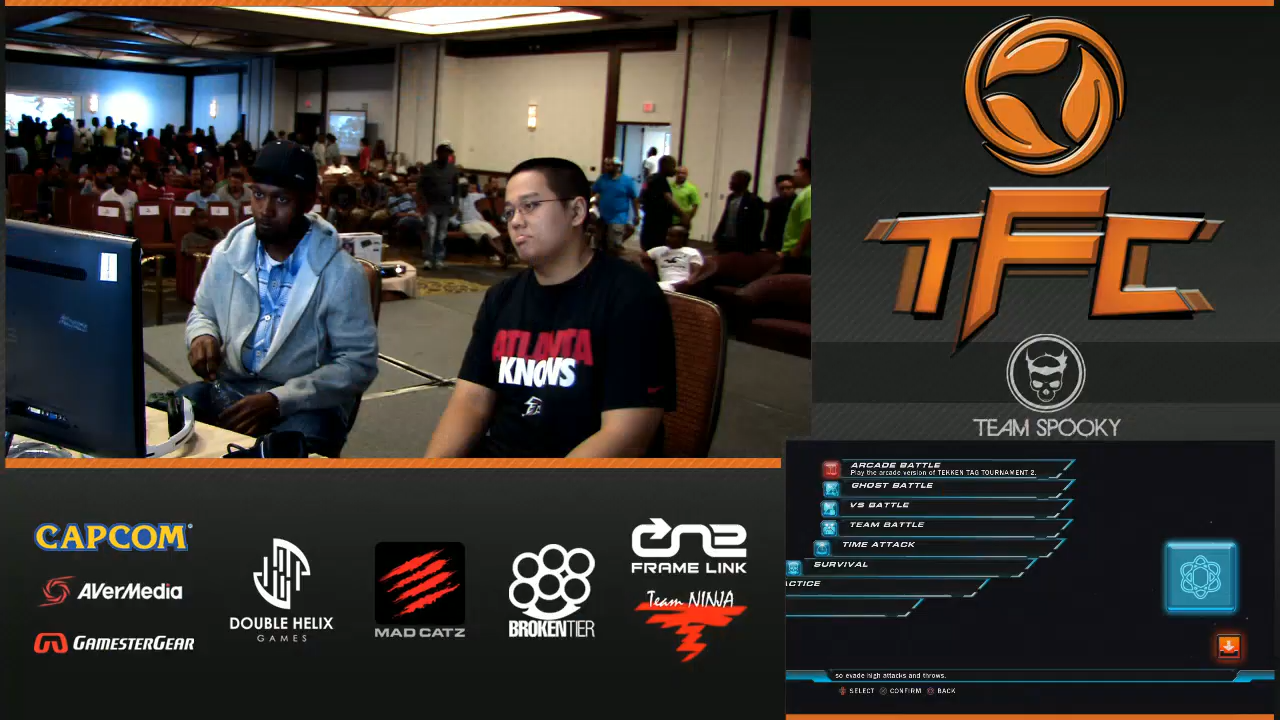 ATLANTA
KNOWS
TFC
TEAM SPOOKY
ARCADE BATTLE
Play the arcade version of TEKKEN TAG TOURNAMENT 2.
GHOST BATTLE
VS BATTLE
TEAM BATTLE
TIME ATTACK
SURVIVAL
ACTICE
so evade high attacks and throws.
SELECT CONFIRM BACK
CAPCOM
AVerMedia
GAMESTERGEAR
DOUBLE HELIX
GAMES
MAD CATZ
BROKENTIER
ONE
FRAME LINK
Team NINJA